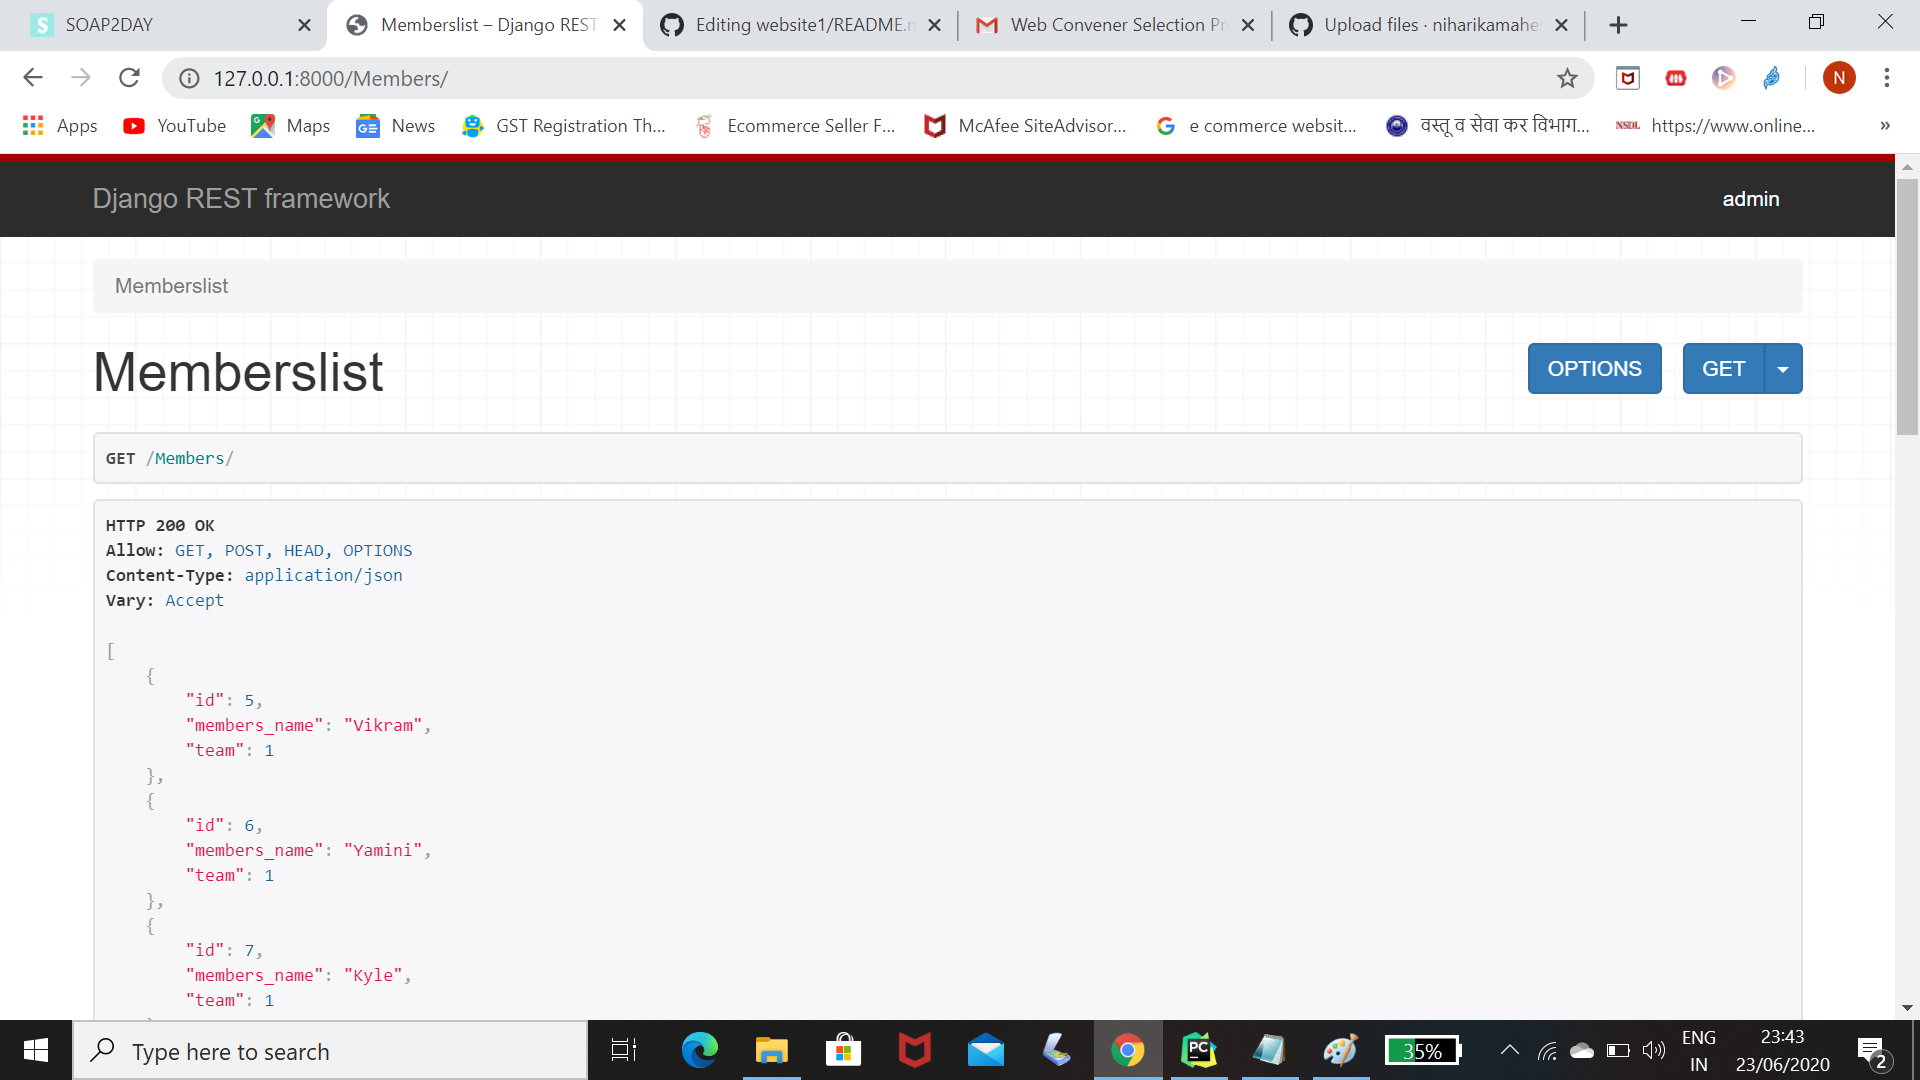 SOAP2DAY
Memberslist – Django REST
Editing website1/README.m
Web Convener Selection Pr
Upload files · niharikamahes
127.0.0.1:8000/Members/
N
Apps
YouTube
Maps
News
GST Registration Th...
Ecommerce Seller F...
McAfee SiteAdvisor...
e commerce websit...
वस्तू व सेवा कर विभाग...
NSDL
https://www.online...
»
Django REST framework
admin
Memberslist
Memberslist
OPTIONS
GET
GET /Members/
HTTP 200 OK
Allow: GET, POST, HEAD, OPTIONS
Content-Type: application/json
Vary: Accept
[
{
"id": 5,
"members_name": "Vikram",
"team": 1
},
{
"id": 6,
"members_name": "Yamini",
"team": 1
},
{
"id": 7,
"members_name": "Kyle",
"team": 1
Type here to search
35%
ENG
IN
23:43
23/06/2020
2